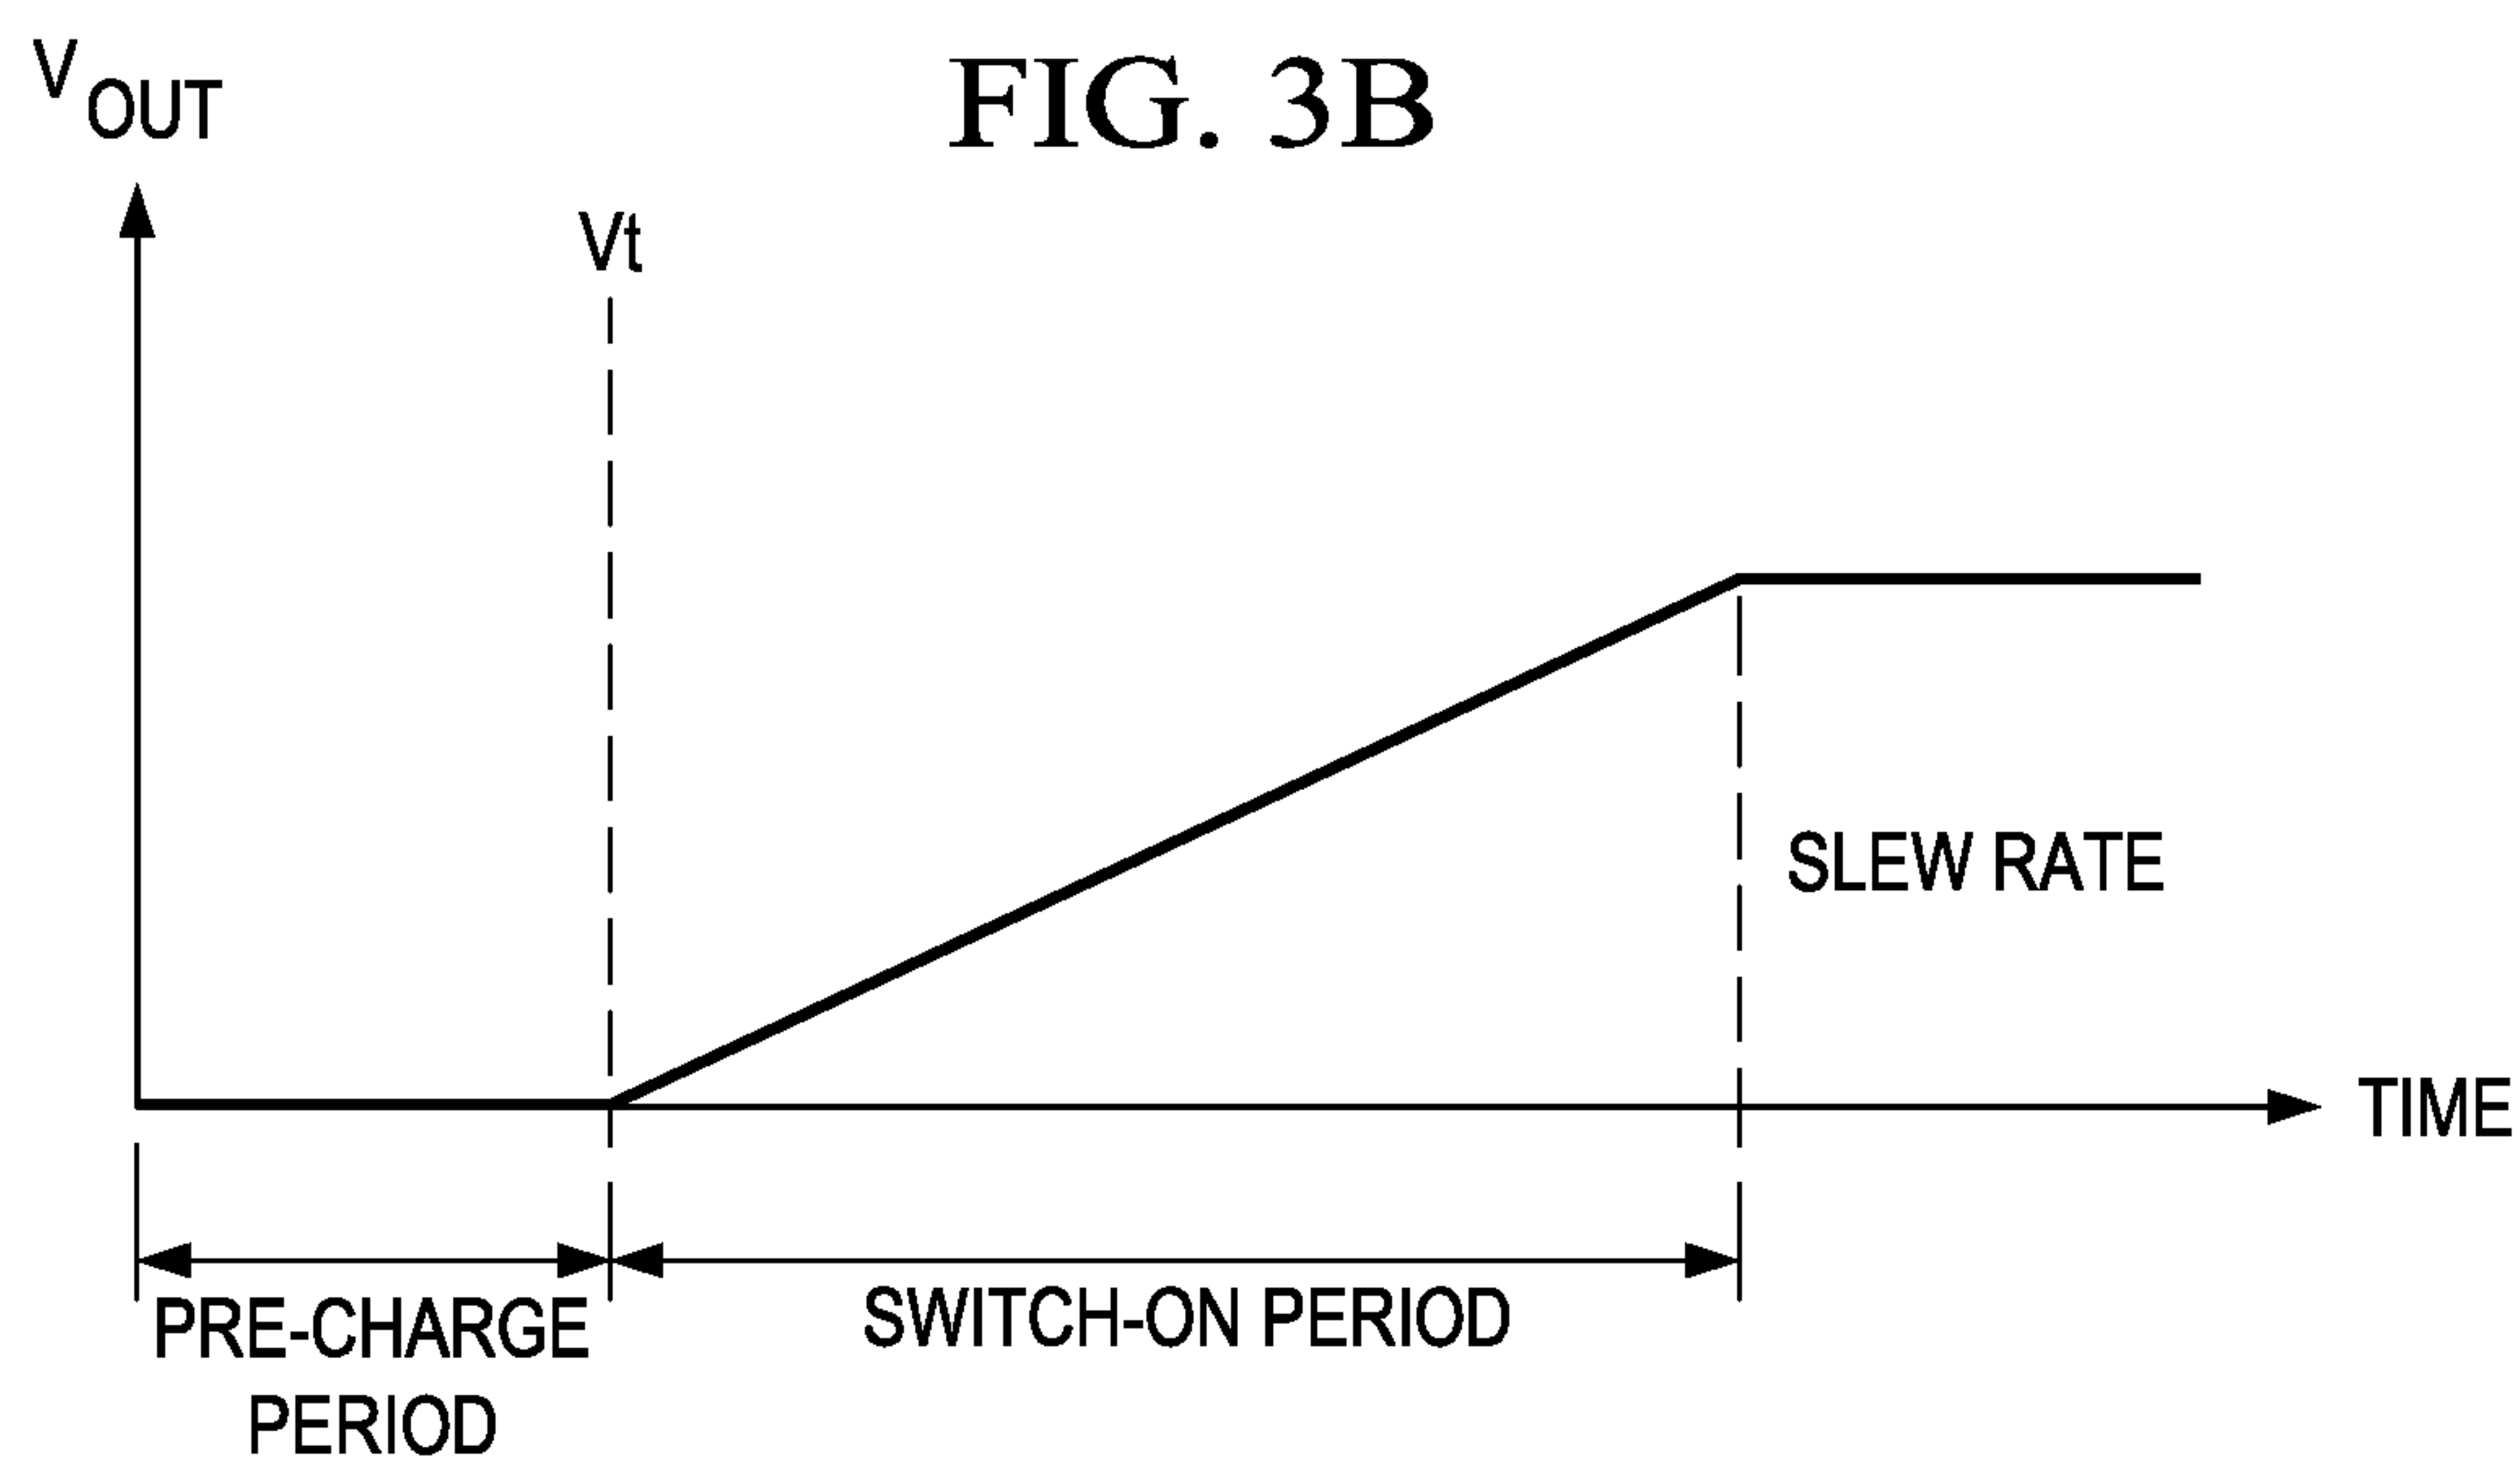 FIG. 3B
VOUT
Vt
SLEW RATE
TIME
PRE-CHARGE
PERIOD
SWITCH-ON PERIOD